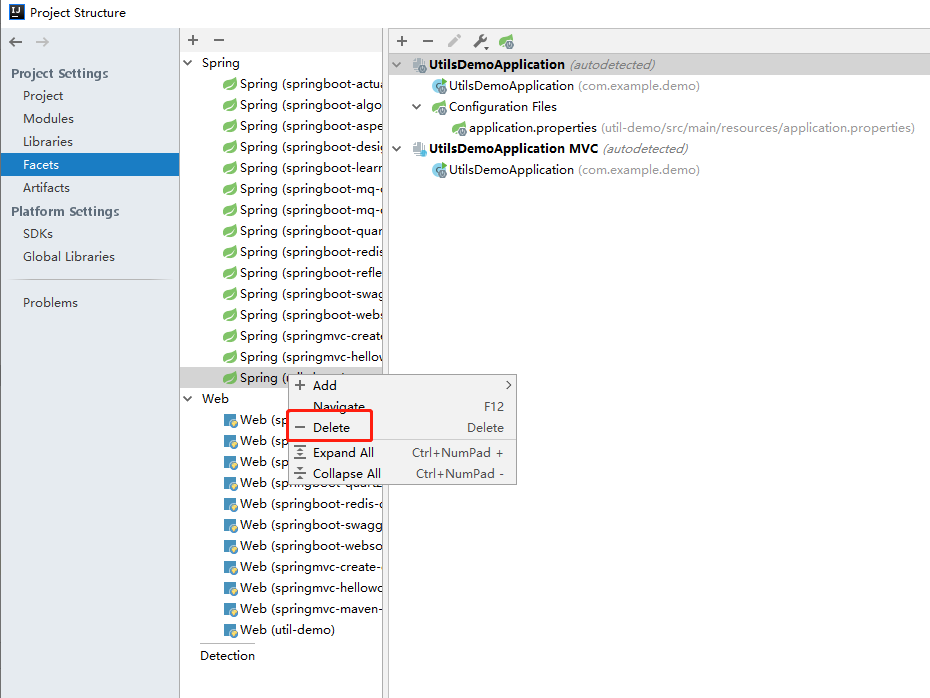 Project Structure
Project Settings
Project
Modules
Libraries
Facets
Artifacts
Platform Settings
SDKs
Global Libraries
Problems
Spring
Spring (springboot-actua
Spring (springboot-algo
Spring (springboot-aspe
Spring (springboot-desi
Spring (springboot-learn
Spring (springboot-mq-
Spring (springboot-mq-
Spring (springboot-quar
Spring (springboot-redis
Spring (springboot-refle
Spring (springboot-swag
Spring (springboot-webs
Spring (springmvc-create
Spring (springmvc-hellow
Spring (
Web
Web (sp
Web (sp
Web (sp
Web (springboot-quartz
Web (springboot-redis-c
Web (springboot-swagg
Web (springboot-webso
Web (springmvc-create-
Web (springmvc-hellowo
Web (springmvc-maven-
Web (util-demo)
Detection
Add
Navigate F12
Delete Delete
Expand All Ctrl+NumPad +
Collapse All Ctrl+NumPad -
UtilsDemoApplication (autodetected)
UtilsDemoApplication (com.example.demo)
Configuration Files
application.properties (util-demo/src/main/resources/application.properties)
UtilsDemoApplication MVC (autodetected)
UtilsDemoApplication (com.example.demo)